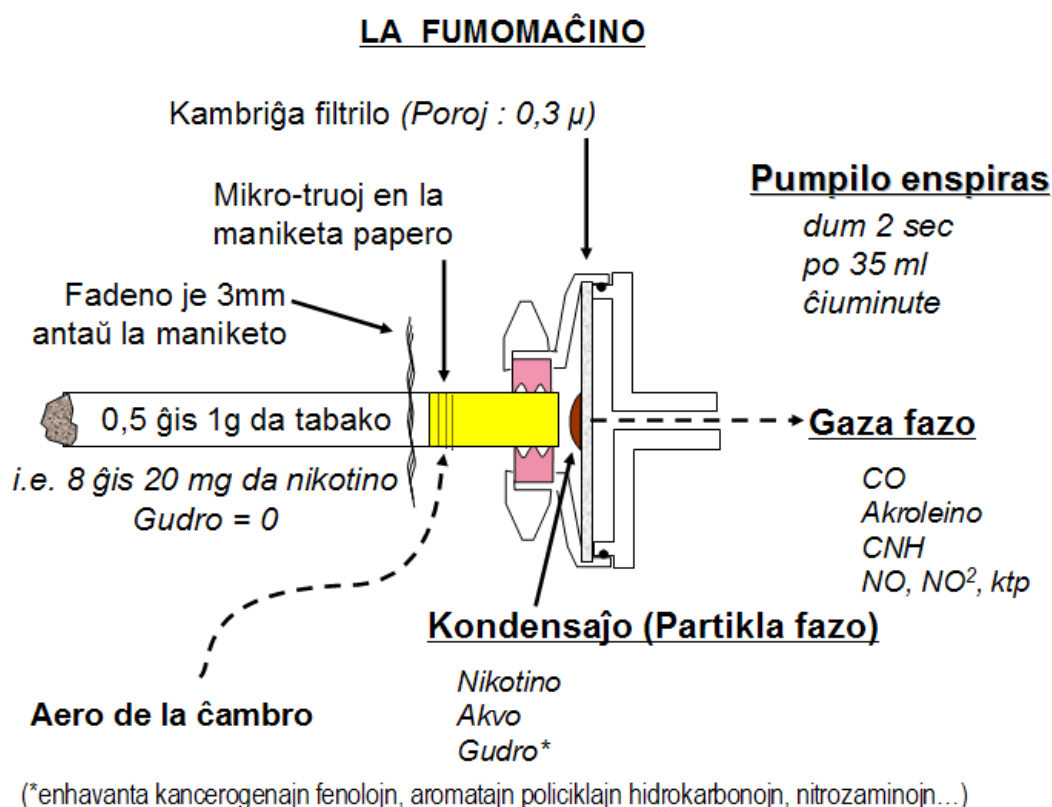 LA FUMOMAĈINO
Kambriĝa filtrilo (Poroj : 0,3 µ)
Mikro-truoj en la
maniketa papero
Pumpilo enspiras
dum 2 sec
po 35 ml
ĉiuminute
Fadeno je 3mm
antaŭ la maniketo
0,5 ĝis 1g da tabako
i.e. 8 ĝis 20 mg da nikotino
Gudro = 0
Gaza fazo
CO
Akroleino
CNH
NO, NO², ktp
Kondensaĵo (Partikla fazo)
Nikotino
Akvo
Gudro*
Aero de la ĉambro
(*enhavanta kancerogenajn fenolojn, aromatajn policiklajn hidrokarbonojn, nitrozaminojn…)